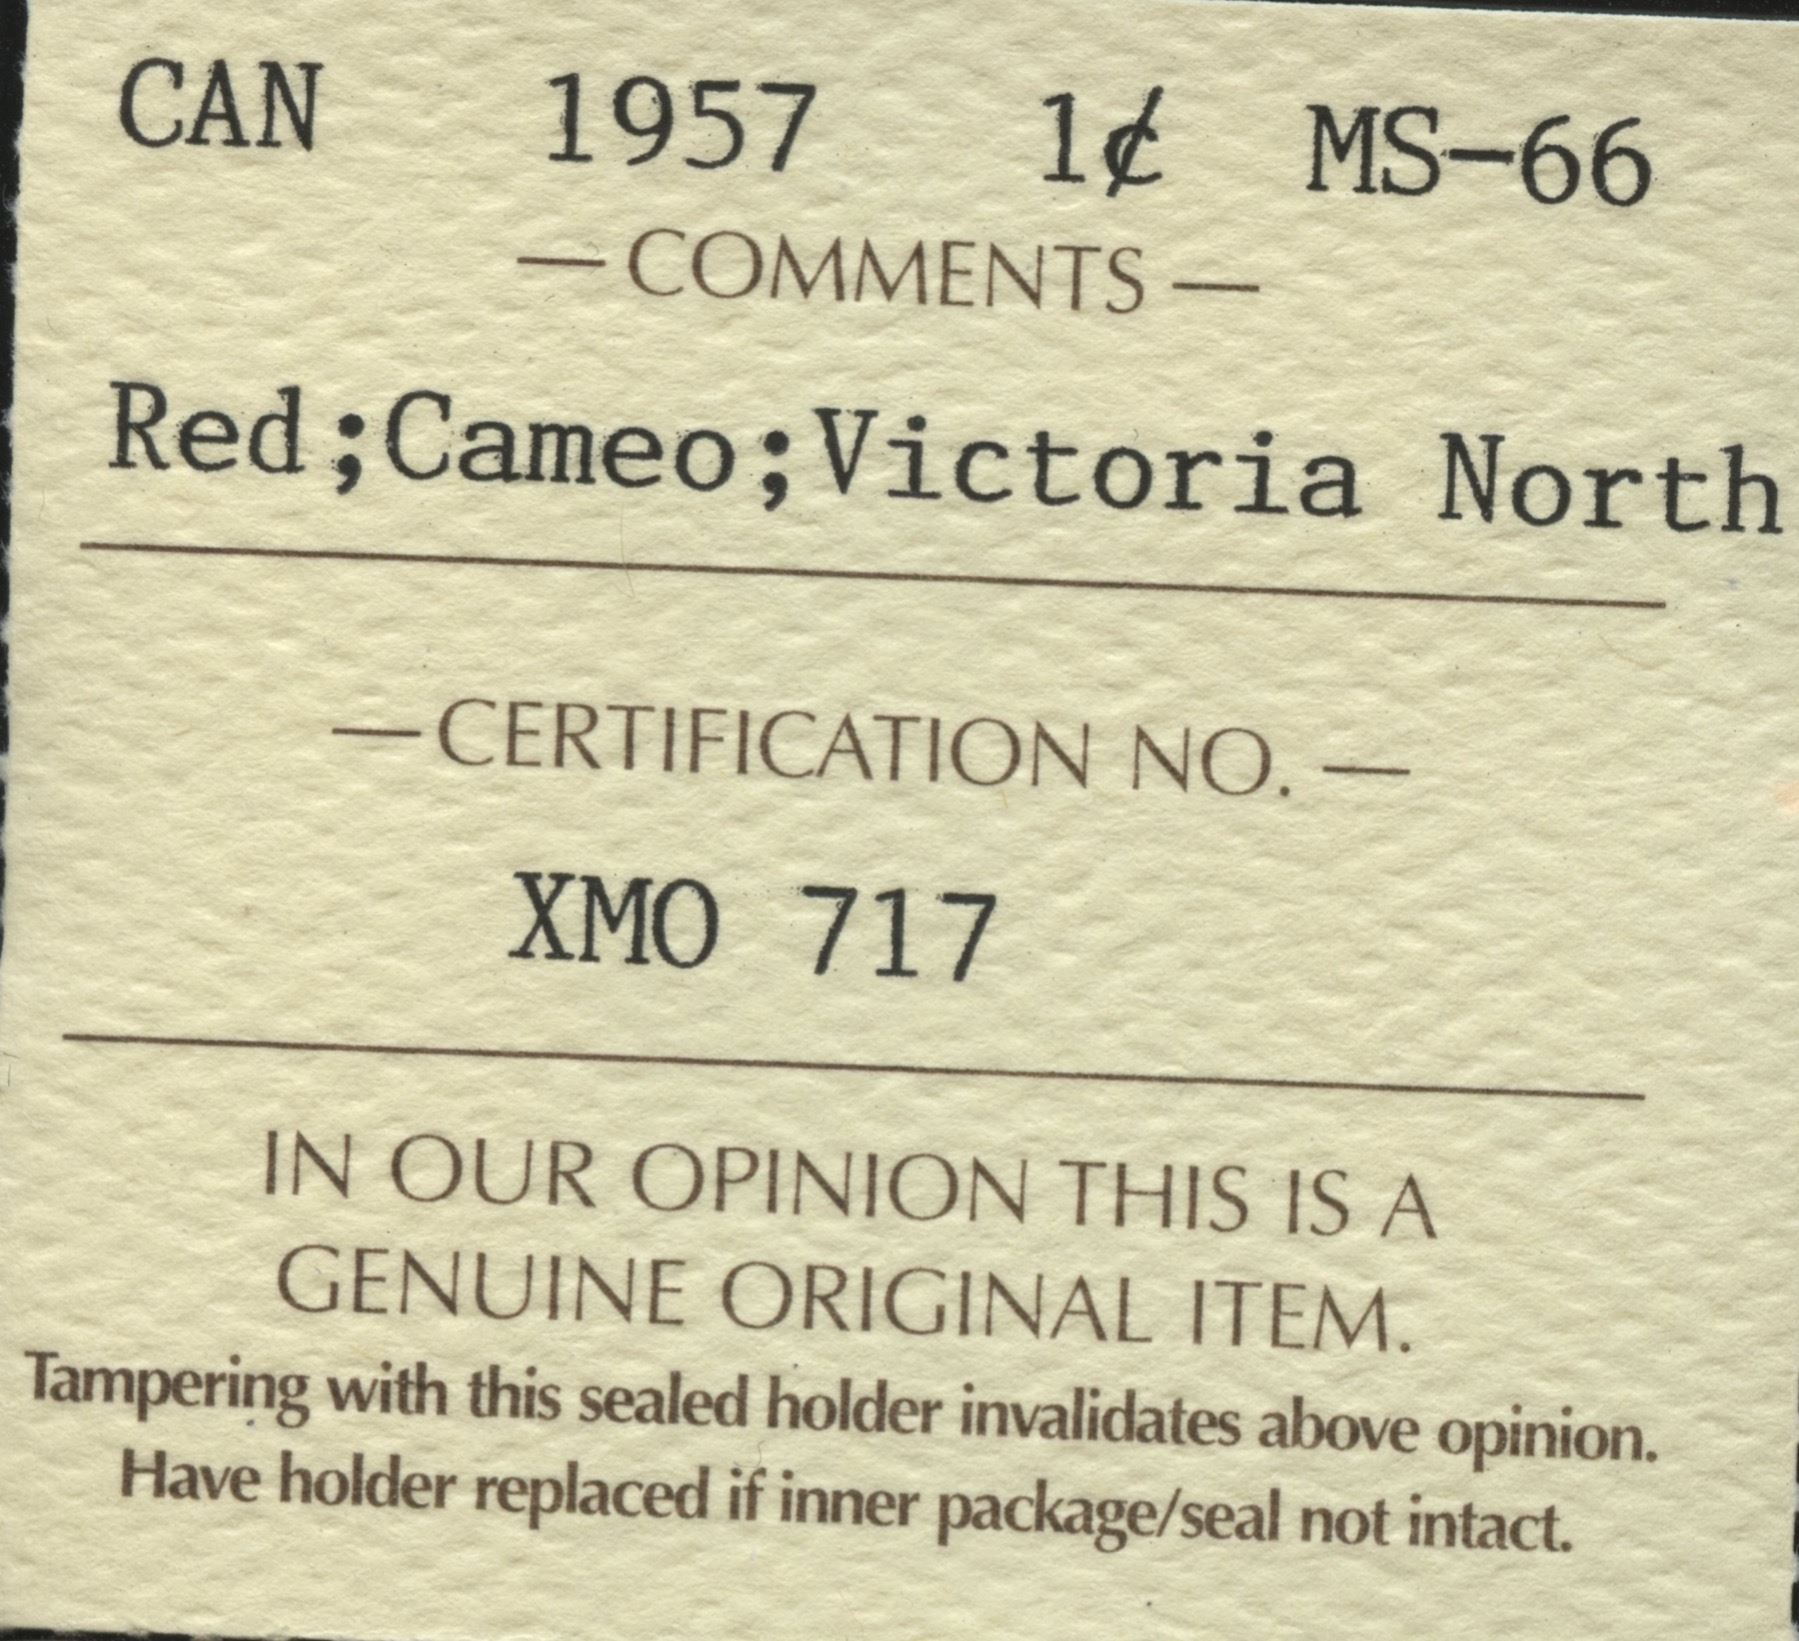 CAN 1957 1¢ MS-66
— COMMENTS —
Red;Cameo;Victoria North
— CERTIFICATION NO. —
XMO 717
IN OUR OPINION THIS IS A
GENUINE ORIGINAL ITEM.
Tampering with this sealed holder invalidates above opinion.
Have holder replaced if inner package/seal not intact.